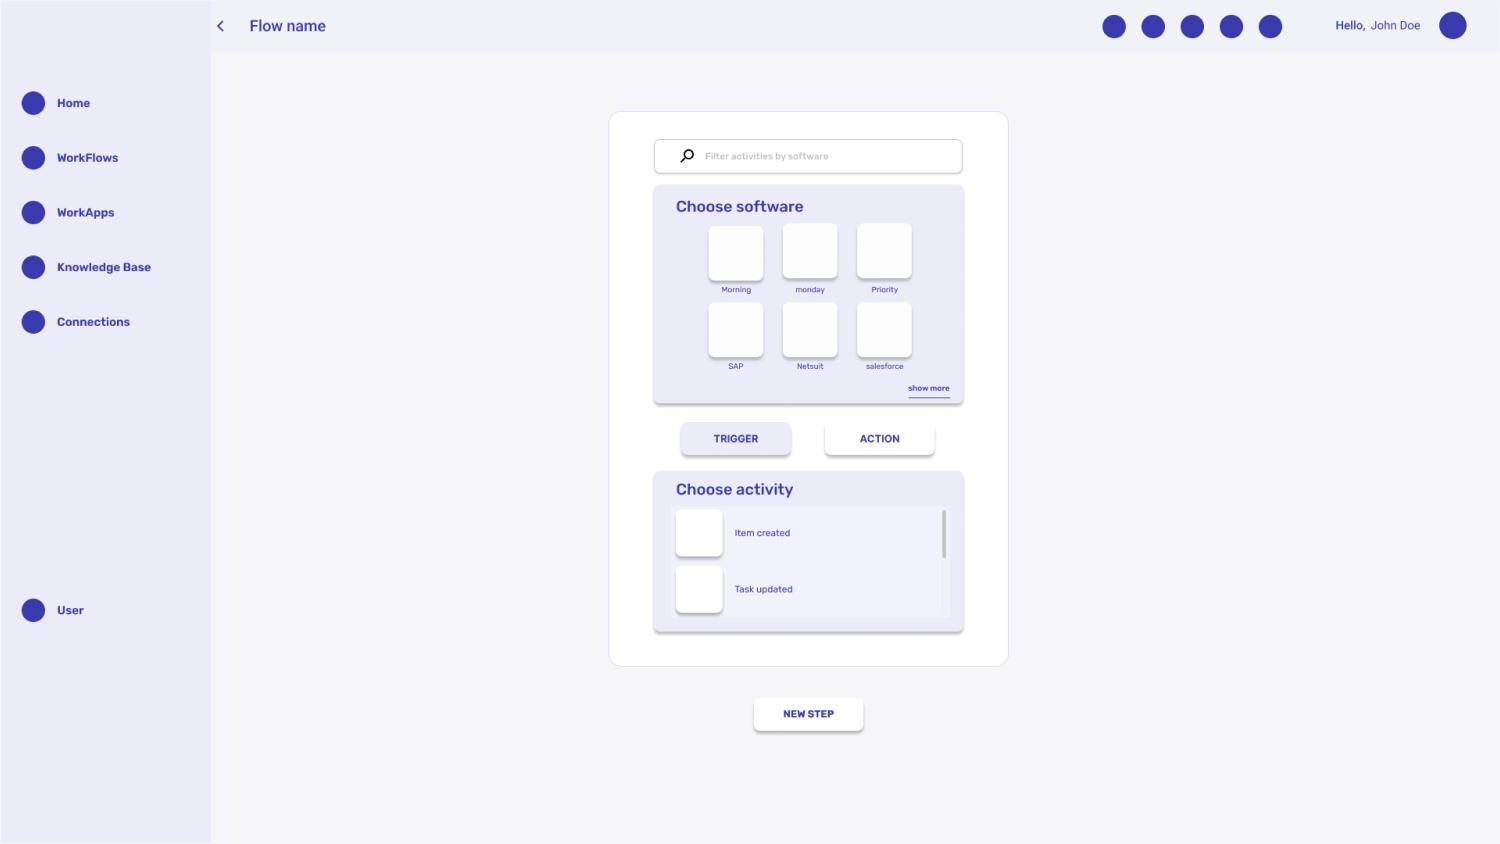 Flow name
Hello, John Doe
Home
WorkFlows
WorkApps
Knowledge Base
Connections
User
Filter activities by software
Choose software
Morning
monday
Priority
SAP
Netsuit
salesforce
show more
TRIGGER
ACTION
Choose activity
Item created
Task updated
NEW STEP